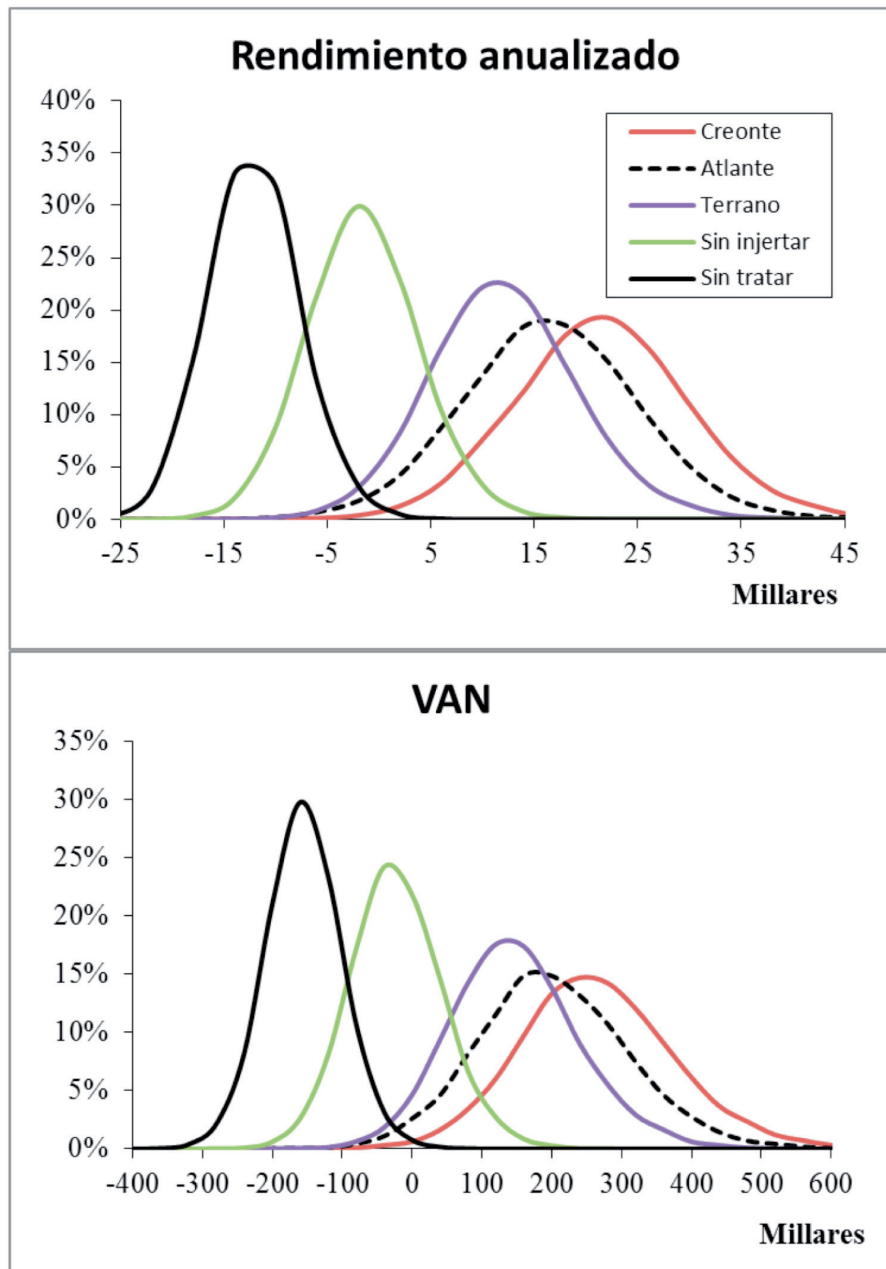 Rendimiento anualizado
40%
35%
30%
25%
20%
15%
10%
5%
0%
Creonte
Atlante
Terrano
Sin injertar
Sin tratar
-25 -15 -5 5 15 25 35 45
Millares
VAN
35%
30%
25%
20%
15%
10%
5%
0%
-400 -300 -200 -100 0 100 200 300 400 500 600
Millares